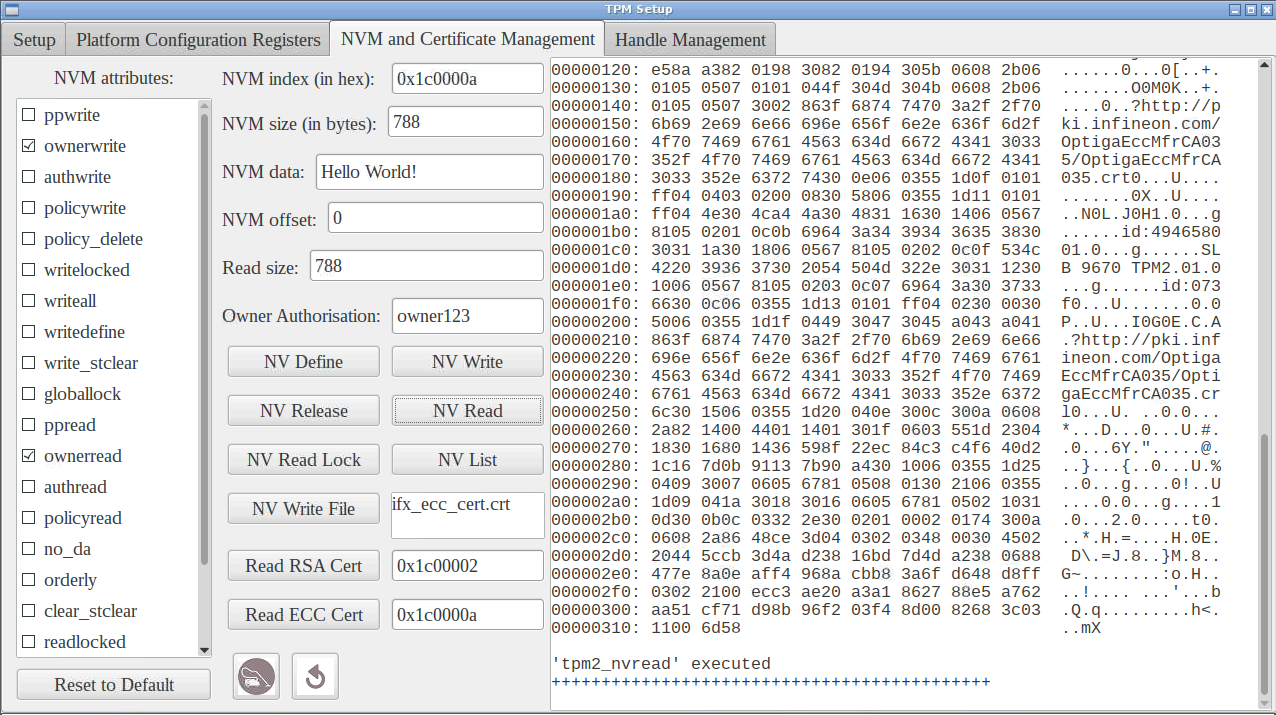 TPM Setup
Setup
Platform Configuration Registers
NVM and Certificate Management
Handle Management
NVM attributes:
ppwrite
ownerwrite
authwrite
policywrite
policy_delete
writelocked
writeall
writedefine
write_stclear
globallock
ppread
ownerread
authread
policyread
no_da
orderly
clear_stclear
readlocked
Reset to Default
NVM index (in hex): 0x1c0000a
NVM size (in bytes): 788
NVM data: Hello World!
NVM offset: 0
Read size: 788
Owner Authorisation: owner123
NV Define NV Write
NV Release NV Read
NV Read Lock NV List
NV Write File ifx_ecc_cert.crt
Read RSA Cert 0x1c00002
Read ECC Cert 0x1c0000a
00000120: e58a a382 0198 3082 0194 305b 0608 2b06  ......0...0[..+.
00000130: 0105 0507 0101 044f 304d 304b 0608 2b06  .......O0M0K..+.
00000140: 0105 0507 3002 863f 6874 7470 3a2f 2f70  ....0..?http://p
00000150: 6b69 2e69 6e66 696e 656f 6e2e 636f 6d2f  ki.infineon.com/
00000160: 4f70 7469 6761 4563 634d 6672 4341 3033  OptigaEccMfrCA03
00000170: 352f 4f70 7469 6761 4563 634d 6672 4341  5/OptigaEccMfrCA
00000180: 3033 352e 6372 7430 0e06 0355 1d0f 0101  035.crt0...U....
00000190: ff04 0403 0200 0830 5806 0355 1d11 0101  .......0X..U....
000001a0: ff04 4e30 4ca4 4a30 4831 1630 1406 0567  ..N0L.J0H1.0...g
000001b0: 8105 0201 0c0b 6964 3a34 3934 3635 3830  ......id:4946580
000001c0: 3031 1a30 1806 0567 8105 0202 0c0f 534c  01.0...g......SL
000001d0: 4220 3936 3730 2054 504d 322e 3031 1230  B 9670 TPM2.01.0
000001e0: 1006 0567 8105 0203 0c07 6964 3a30 3733  ...g......id:073
000001f0: 6630 0c06 0355 1d13 0101 ff04 0230 0030  f0...U.......0.0
00000200: 5006 0355 1d1f 0449 3047 3045 a043 a041  P..U...I0G0E.C.A
00000210: 863f 6874 7470 3a2f 2f70 6b69 2e69 6e66  .?http://pki.inf
00000220: 696e 656f 6e2e 636f 6d2f 4f70 7469 6761  ineon.com/Optiga
00000230: 4563 634d 6672 4341 3033 352f 4f70 7469  EccMfrCA035/Opti
00000240: 6761 4563 634d 6672 4341 3033 352e 6372  gaEccMfrCA035.cr
00000250: 6c30 1506 0355 1d20 040e 300c 300a 0608  l0...U. ..0.0...
00000260: 2a82 1400 4401 1401 301f 0603 551d 2304  *...D...0...U.#.
00000270: 1830 1680 1436 598f 22ec 84c3 c4f6 40d2  .0...6Y.".....@.
00000280: 1c16 7d0b 9113 7b90 a430 1006 0355 1d25  ..}...{..0...U.%
00000290: 0409 3007 0605 6781 0508 0130 2106 0355  ..0...g....0!..U
000002a0: 1d09 041a 3018 3016 0605 6781 0502 1031  ....0.0...g....1
000002b0: 0d30 0b0c 0332 2e30 0201 0002 0174 300a  .0...2.0.....t0.
000002c0: 0608 2a86 48ce 3d04 0302 0348 0030 4502  ..*.H.=....H.0E.
000002d0: 2044 5ccb 3d4a d238 16bd 7d4d a238 0688   D\.=J.8..}M.8..
000002e0: 477e 8a0e aff4 968a cbb8 3a6f d648 d8ff  G~........:o.H..
000002f0: 0302 2100 ecc3 ae20 a3a1 8627 88e5 a762  ..!.... ...'...b
00000300: aa51 cf71 d98b 96f2 03f4 8d00 8268 3c03  .Q.q.........h<.
00000310: 1100 6d58                                ..mX
'tpm2_nvread' executed
++++++++++++++++++++++++++++++++++++++++++++